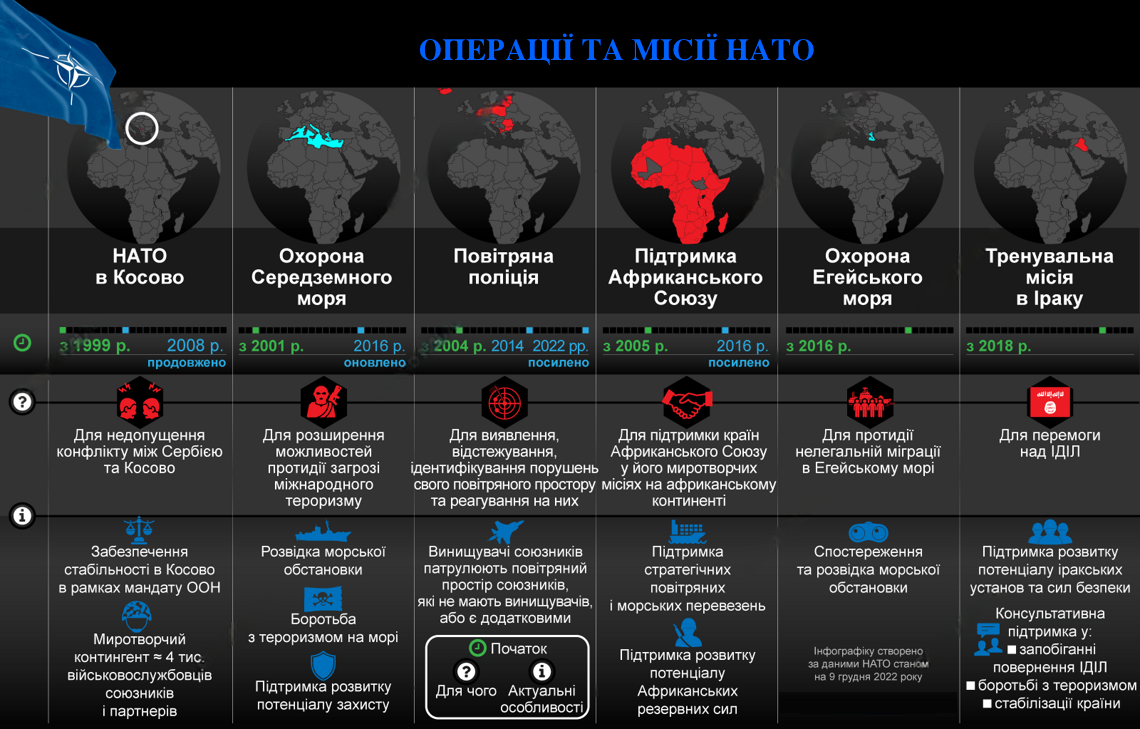 ОПЕРАЦІЇ ТА МІСІЇ НАТО
НАТО
в Косово
Охорона
Середземного
моря
Повітряна
поліція
Підтримка
Африканського
Союзу
Охорона
Егейського
моря
Тренувальна
місія
в Іраку
з 1999 р. 2008 р.
продовжено
з 2001 р. 2016 р.
оновлено
з 2004 р. 2014 2022 рр.
посилено
з 2005 р. 2016 р.
посилено
з 2016 р.
з 2018 р.
?
Для недопущення
конфлікту між Сербією
та Косово
Для розширення
можливостей
протидії загрозі
міжнародного
тероризму
Для виявлення,
відстежування,
ідентифікування порушень
свого повітряного простору
та реагування на них
Для підтримки країн
Африканського Союзу
у його миротворчих
місіях на африканському
континенті
Для протидії
нелегальній міграції
в Егейському морі
Для перемоги
над ІДІЛ
i
Забезпечення
стабільності в Косово
в рамках мандату ООН
Миротворчий
контингент ≈ 4 тис.
військовослужбовців
союзників
і партнерів
Розвідка морської
обстановки
Боротьба
з тероризмом на морі
Підтримка розвитку
потенціалу захисту
Винищувачі союзників
патрулюють повітряний
простір союзників,
які не мають винищувачів,
або є додатковими
Початок
? i
Для чого Актуальні
особливості
Підтримка
стратегічних
повітряних
і морських перевезень
Підтримка розвитку
потенціалу
Африканських
резервних сил
Спостереження
та розвідка морської
обстановки
Інфографіку створено
за даними НАТО станом
на 9 грудня 2022 року
Підтримка розвитку
потенціалу іракських
установ та сил безпеки
Консультативна
підтримка у:
■ запобіганні
повернення ІДІЛ
■ боротьбі з тероризмом
■ стабілізації країни